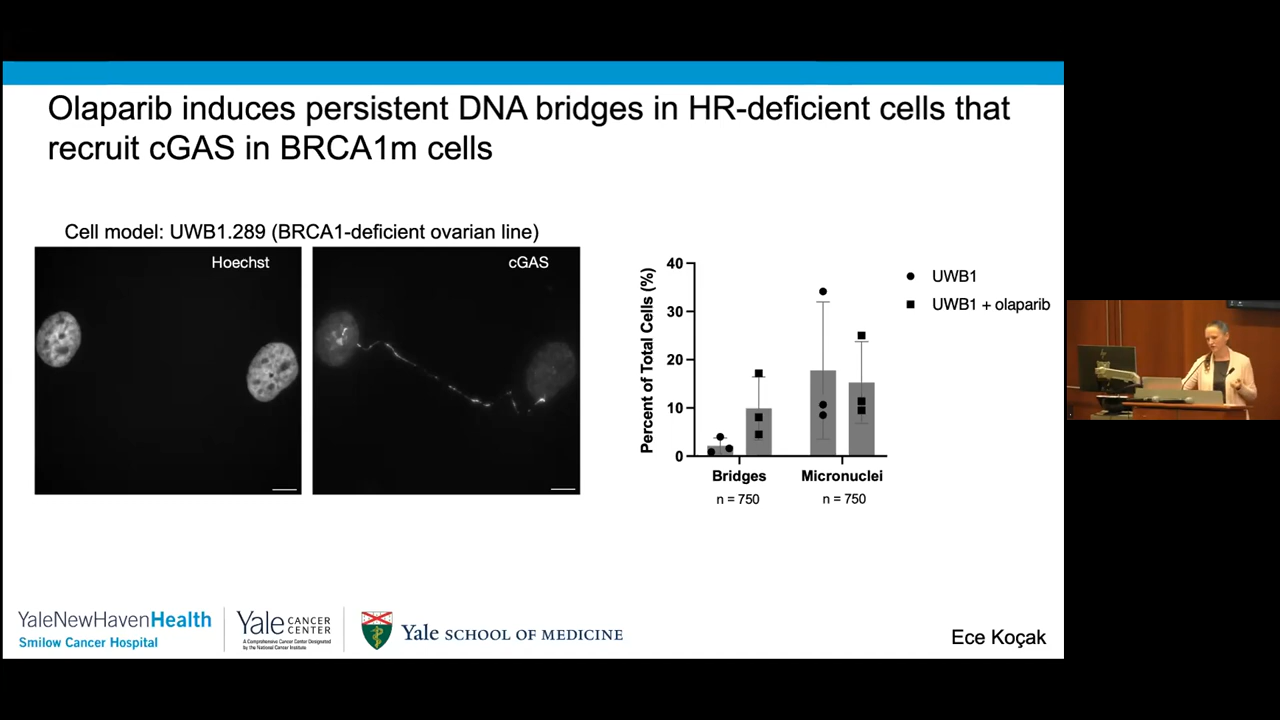 Olaparib induces persistent DNA bridges in HR-deficient cells that
recruit cGAS in BRCA1m cells
Cell model: UWB1.289 (BRCA1-deficient ovarian line)
Hoechst
cGAS
Percent of Total Cells (%)
40
30
20
10
0
Bridges
Micronuclei
n = 750
n = 750
UWB1
UWB1 + olaparib
YaleNewHavenHealth
Smilow Cancer Hospital
Yale CANCER CENTER
A Comprehensive Cancer Center Designated
by the National Cancer Institute
Yale SCHOOL OF MEDICINE
Ece Koçak